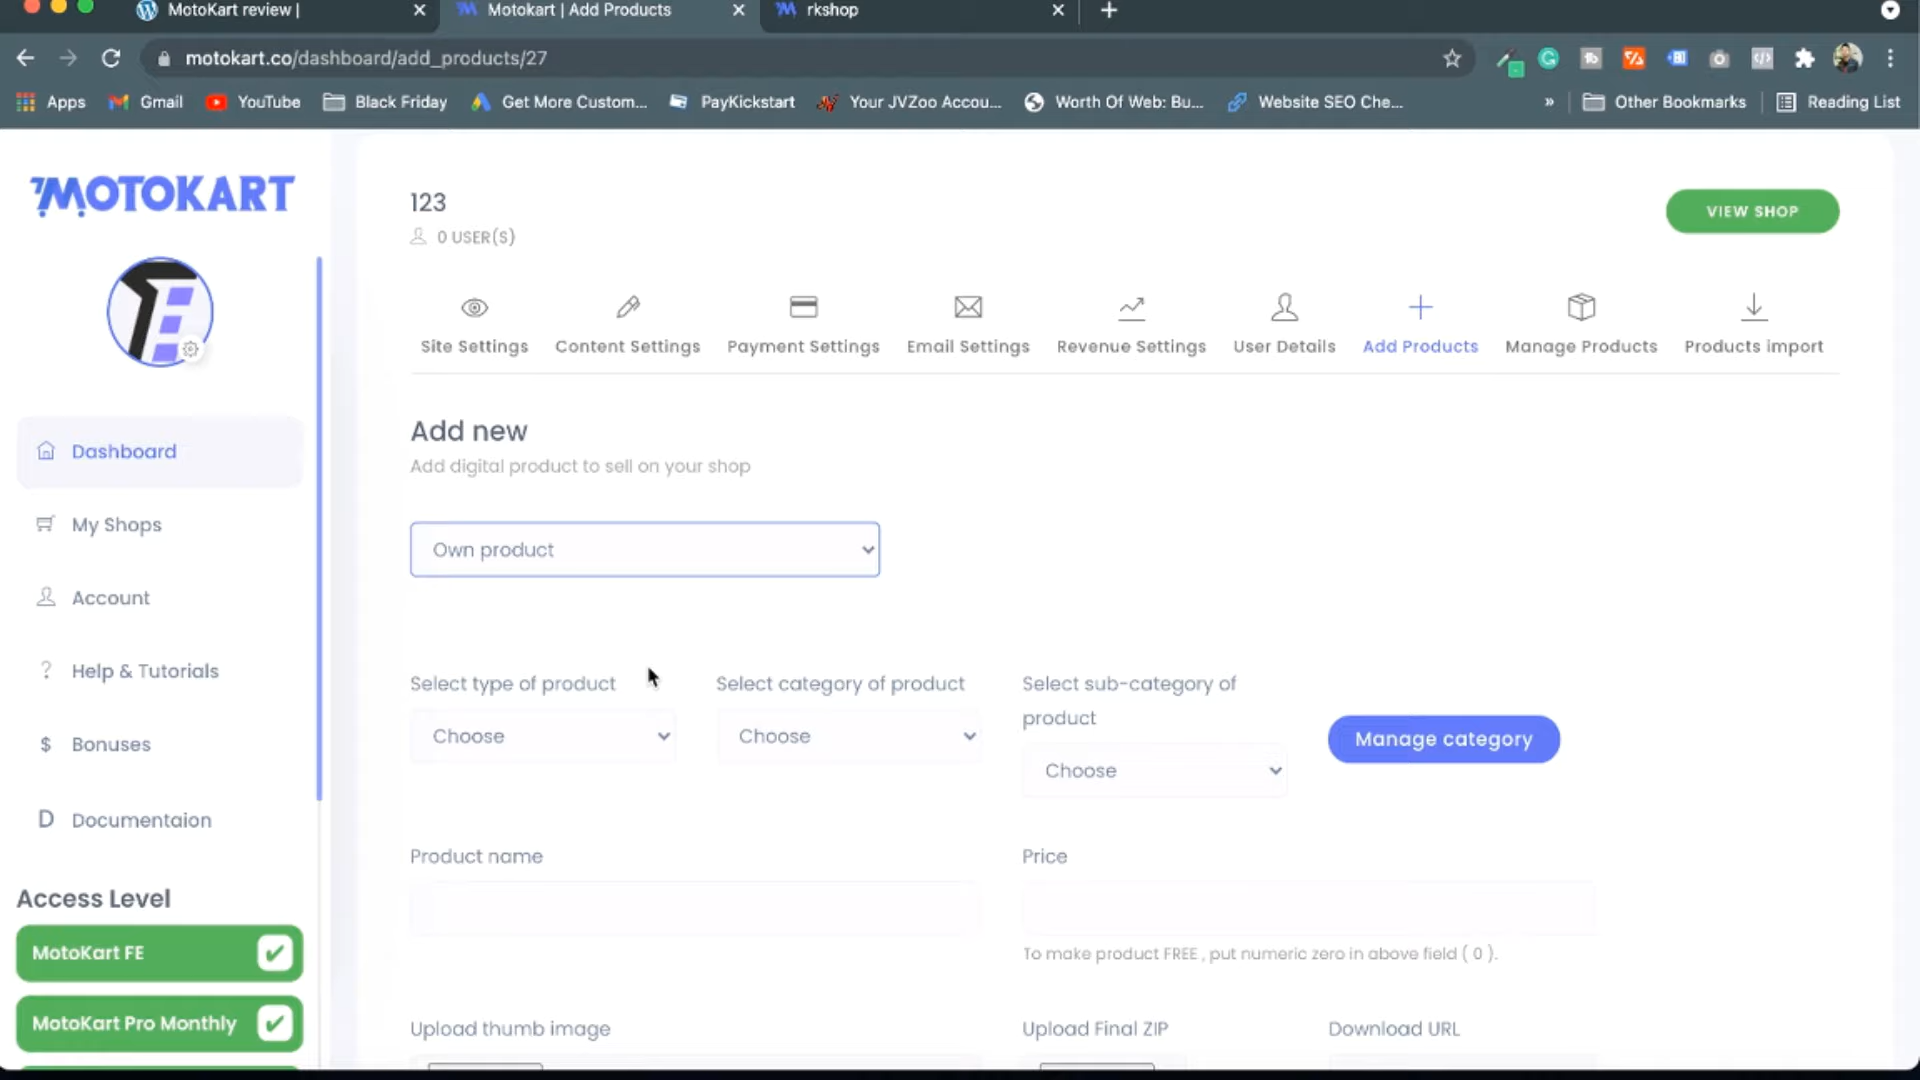 MotoKart review |
Motokart | Add Products
rkshop
motokart.co/dashboard/add_products/27
Apps
Gmail
YouTube
Black Friday
Get More Custom...
PayKickstart
Your JVZoo Accou...
Worth Of Web: Bu...
Website SEO Che...
»
Other Bookmarks
Reading List
MOTOKART
123
0 USER(S)
VIEW SHOP
Site Settings
Content Settings
Payment Settings
Email Settings
Revenue Settings
User Details
Add Products
Manage Products
Products import
Dashboard
My Shops
Account
? Help & Tutorials
$ Bonuses
D Documentaion
Access Level
MotoKart FE
MotoKart Pro Monthly
Add new
Add digital product to sell on your shop
Own product
Select type of product
Choose
Select category of product
Choose
Select sub-category of
product
Choose
Manage category
Product name
Price
To make product FREE , put numeric zero in above field ( 0 ).
Upload thumb image
Upload Final ZIP
Download URL